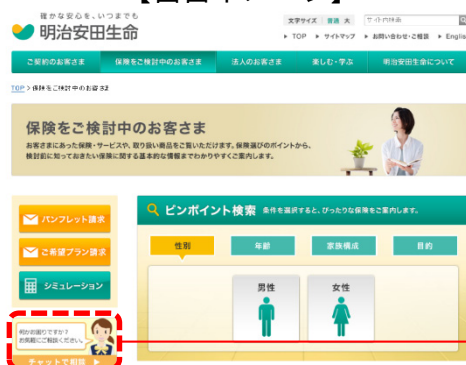 確かな安心を、いつまでも
明治安田生命
文字サイズ 普通 大
サイト内検索
TOP サイトマップ お問い合わせ・ご相談 English
ご契約のお客さま 保険をご検討中のお客さま 法人のお客さま 楽しむ・学ぶ 明治安田生命について
TOP > 保険をご検討中のお客さま
保険をご検討中のお客さま
お客さまにあった保険・サービスや、取り扱い商品をご覧いただけます。保険選びのポイントから、
検討前に知っておきたい保険に関する基本的な情報までわかりやすくご案内します。
パンフレット請求
ご希望プラン請求
シミュレーション
ピンポイント検索 条件を選択すると、ぴったりな保険をご案内します。
性別 年齢 家族構成 目的
男性 女性
何かお困りですか?
お気軽にご相談ください。
チャットで相談